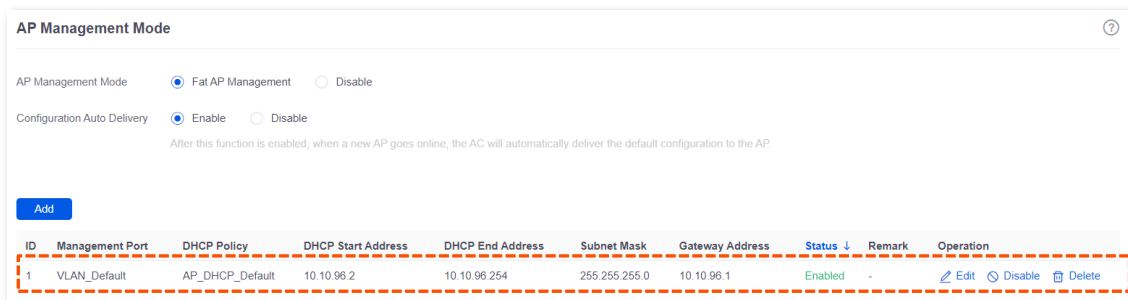 AP Management Mode
AP Management Mode Fat AP Management Disable
Configuration Auto Delivery Enable Disable
After this function is enabled, when a new AP goes online, the AC will automatically deliver the default configuration to the AP.
Add
ID Management Port DHCP Policy DHCP Start Address DHCP End Address Subnet Mask Gateway Address Status ↓ Remark Operation
1 VLAN_Default AP_DHCP_Default 10.10.96.2 10.10.96.254 255.255.255.0 10.10.96.1 Enabled - Edit Disable Delete